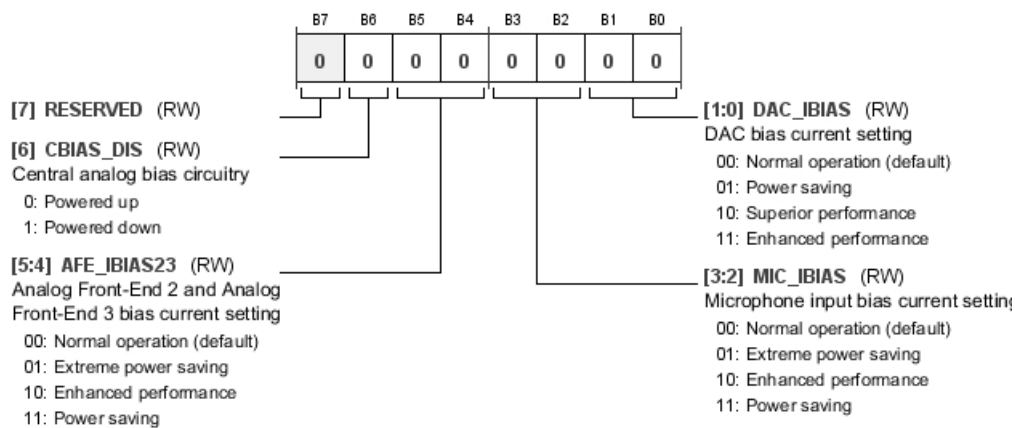 B7 B6 B5 B4 B3 B2 B1 B0
0 0 0 0 0 0 0 0
[7] RESERVED (RW)
[6] CBIAS_DIS (RW)
Central analog bias circuitry
0: Powered up
1: Powered down
[5:4] AFE_IBIAS23 (RW)
Analog Front-End 2 and Analog
Front-End 3 bias current setting
00: Normal operation (default)
01: Extreme power saving
10: Enhanced performance
11: Power saving
[1:0] DAC_IBIAS (RW)
DAC bias current setting
00: Normal operation (default)
01: Power saving
10: Superior performance
11: Enhanced performance
[3:2] MIC_IBIAS (RW)
Microphone input bias current setting
00: Normal operation (default)
01: Extreme power saving
10: Enhanced performance
11: Power saving